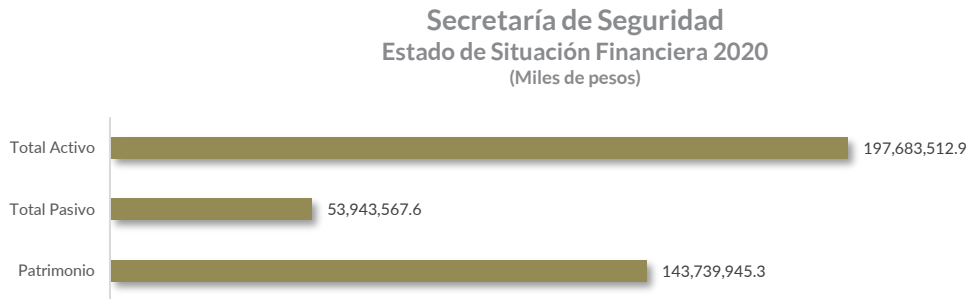 Secretaría de Seguridad
Estado de Situación Financiera 2020
(Miles de pesos)
Total Activo 197,683,512.9
Total Pasivo 53,943,567.6
Patrimonio 143,739,945.3